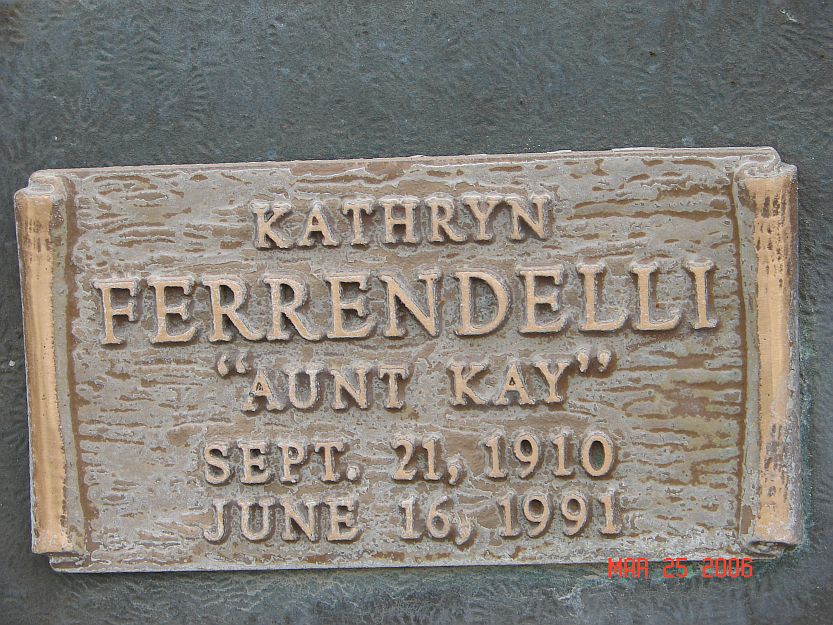 KATHRYN
FERRENDELLI
"AUNT KAY"
SEPT. 21, 1910
JUNE 16, 1991
MAR 25 2006